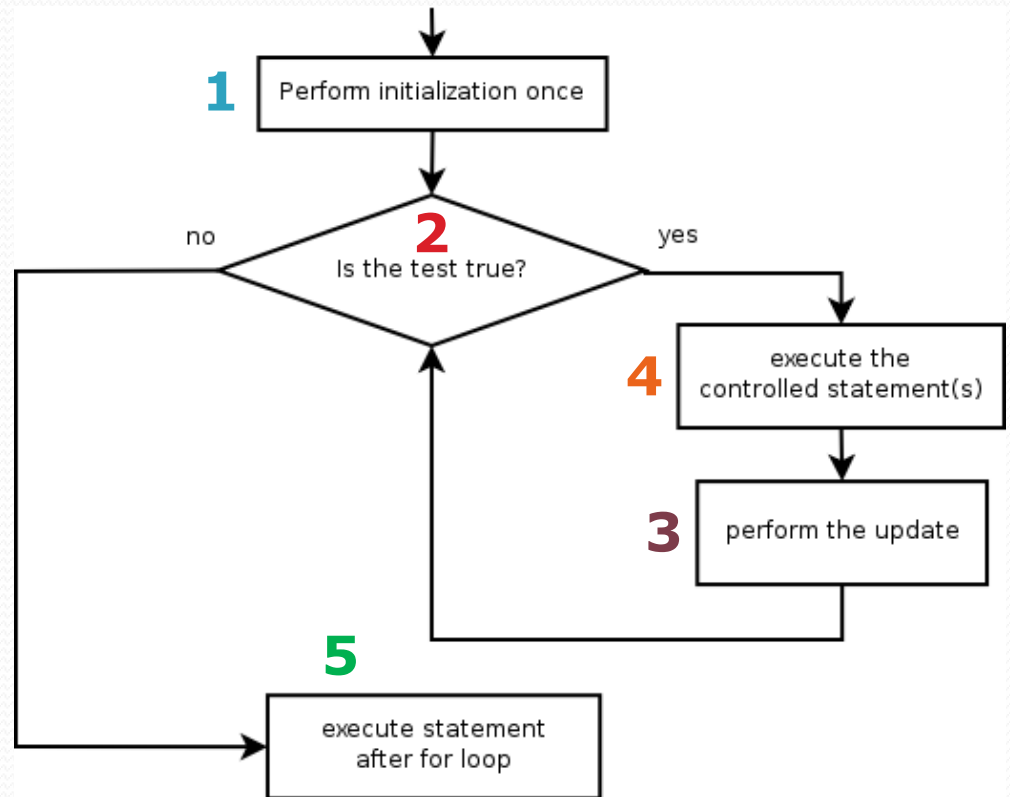 1
Perform initialization once
2
no
yes
Is the test true?
4
execute the
controlled statement(s)
3
perform the update
5
execute statement
after for loop